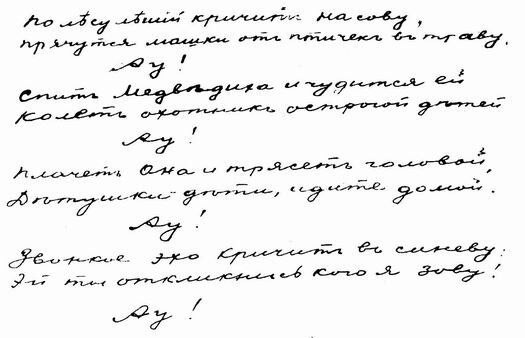 По лѣсу лѣшій кричитъ на сову,
Прячутся мошки отъ птичекъ въ траву.
Ау!
Спитъ медвѣдиха и чудится ей
Колетъ охотникъ острогой дѣтей
Ау!
Плачетъ она и трясетъ головой,
Дѣтушки дѣти, идите домой.
Ау!
Звонкое эхо кричитъ въ синеву:
Эй ты откликнись кого я зову!
Ау!